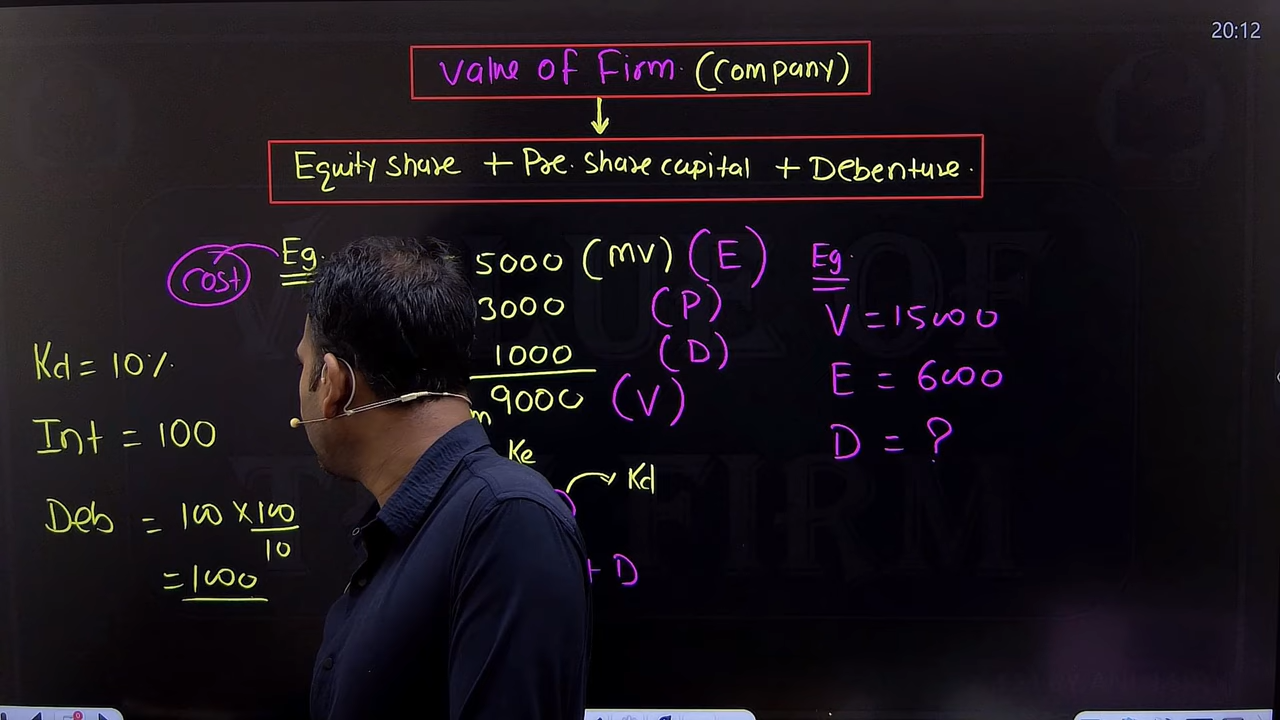 20:12
Value of Firm (Company)
Equity share + Pre. share capital + Debenture.
cost
Eg.
5000 (MV) (E)
3000 (P)
1000 (D)
9000 (V)
Ke
Kd
+ D
Kd = 10%
Int = 100
Deb = 100 × 100
10
= 1000
Eg.
V = 15000
E = 6000
D = ?